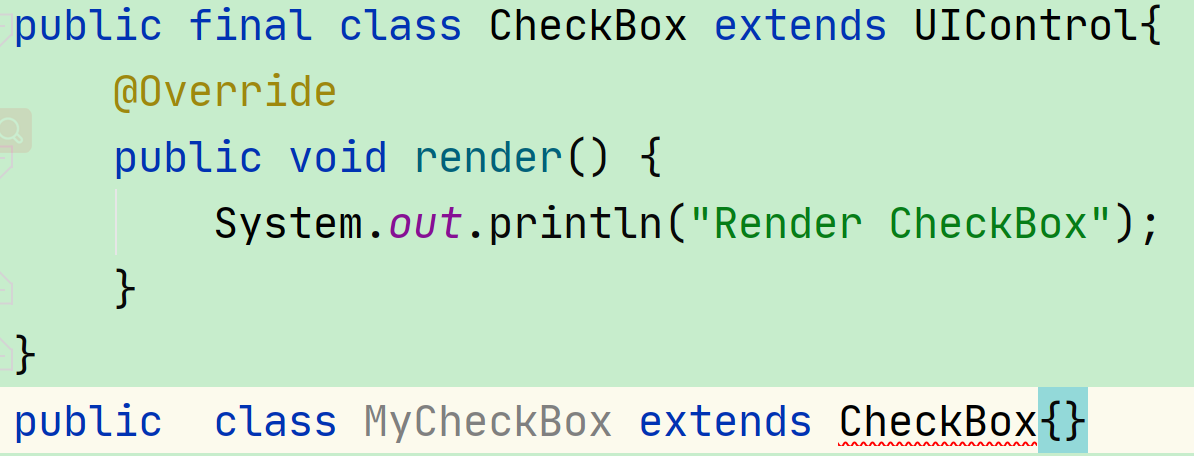 public final class CheckBox extends UIControl{
    @Override
    public void render() {
        System.out.println("Render CheckBox");
    }
}
public  class MyCheckBox extends CheckBox{}